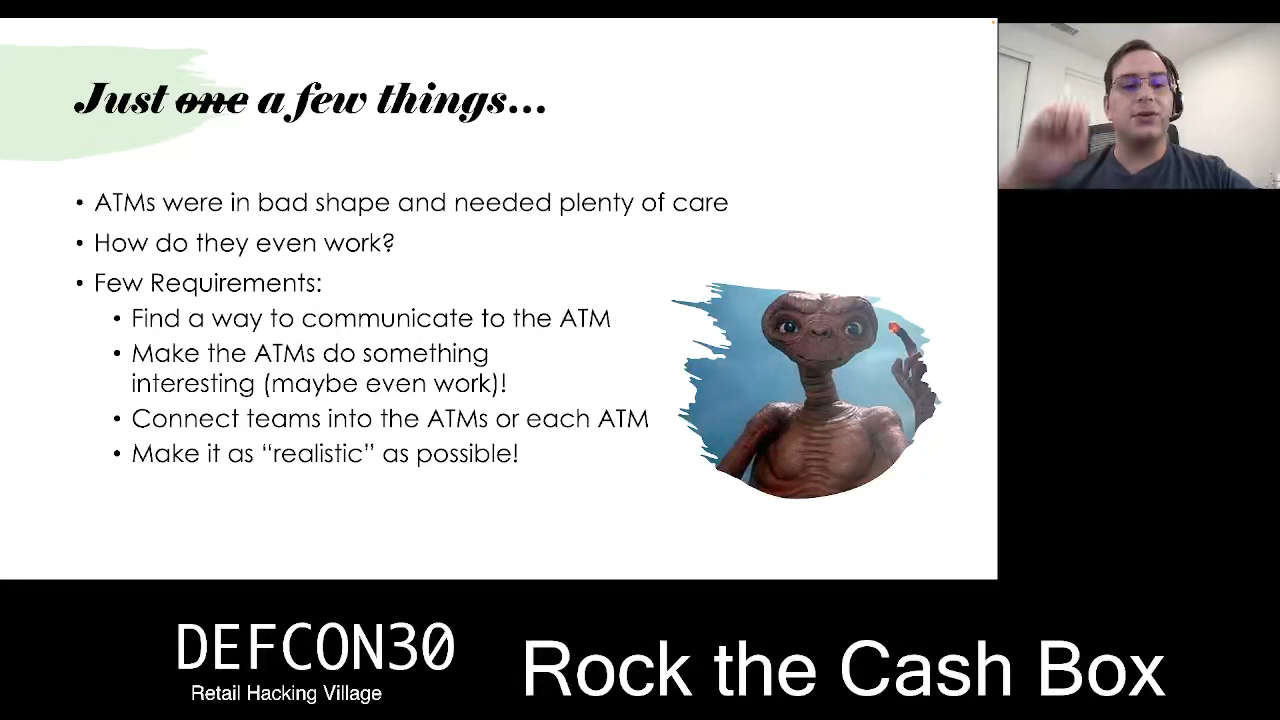 Just one a few things...
• ATMs were in bad shape and needed plenty of care
• How do they even work?
• Few Requirements:
• Find a way to communicate to the ATM
• Make the ATMs do something
interesting (maybe even work)!
• Connect teams into the ATMs or each ATM
• Make it as “realistic” as possible!
DEFCON30
Retail Hacking Village
Rock the Cash Box